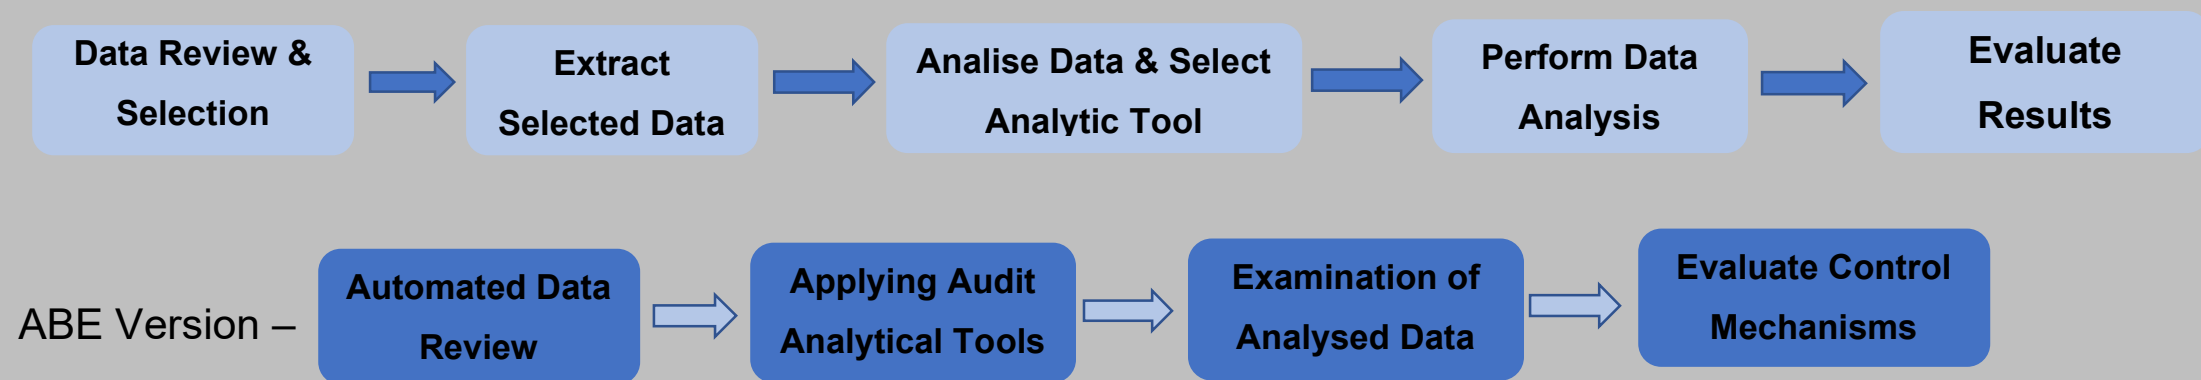 Data Review &
Selection
Extract
Selected Data
Analise Data & Select
Analytic Tool
Perform Data
Analysis
Evaluate
Results
ABE Version –
Automated Data
Review
Applying Audit
Analytical Tools
Examination of
Analysed Data
Evaluate Control
Mechanisms